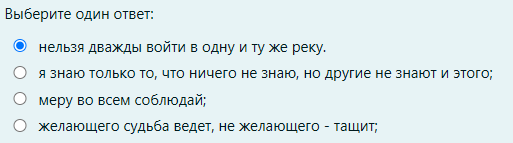 Выберите один ответ:
нельзя дважды войти в одну и ту же реку.
я знаю только то, что ничего не знаю, но другие не знают и этого;
меру во всем соблюдай;
желающего судьба ведет, не желающего - тащит;